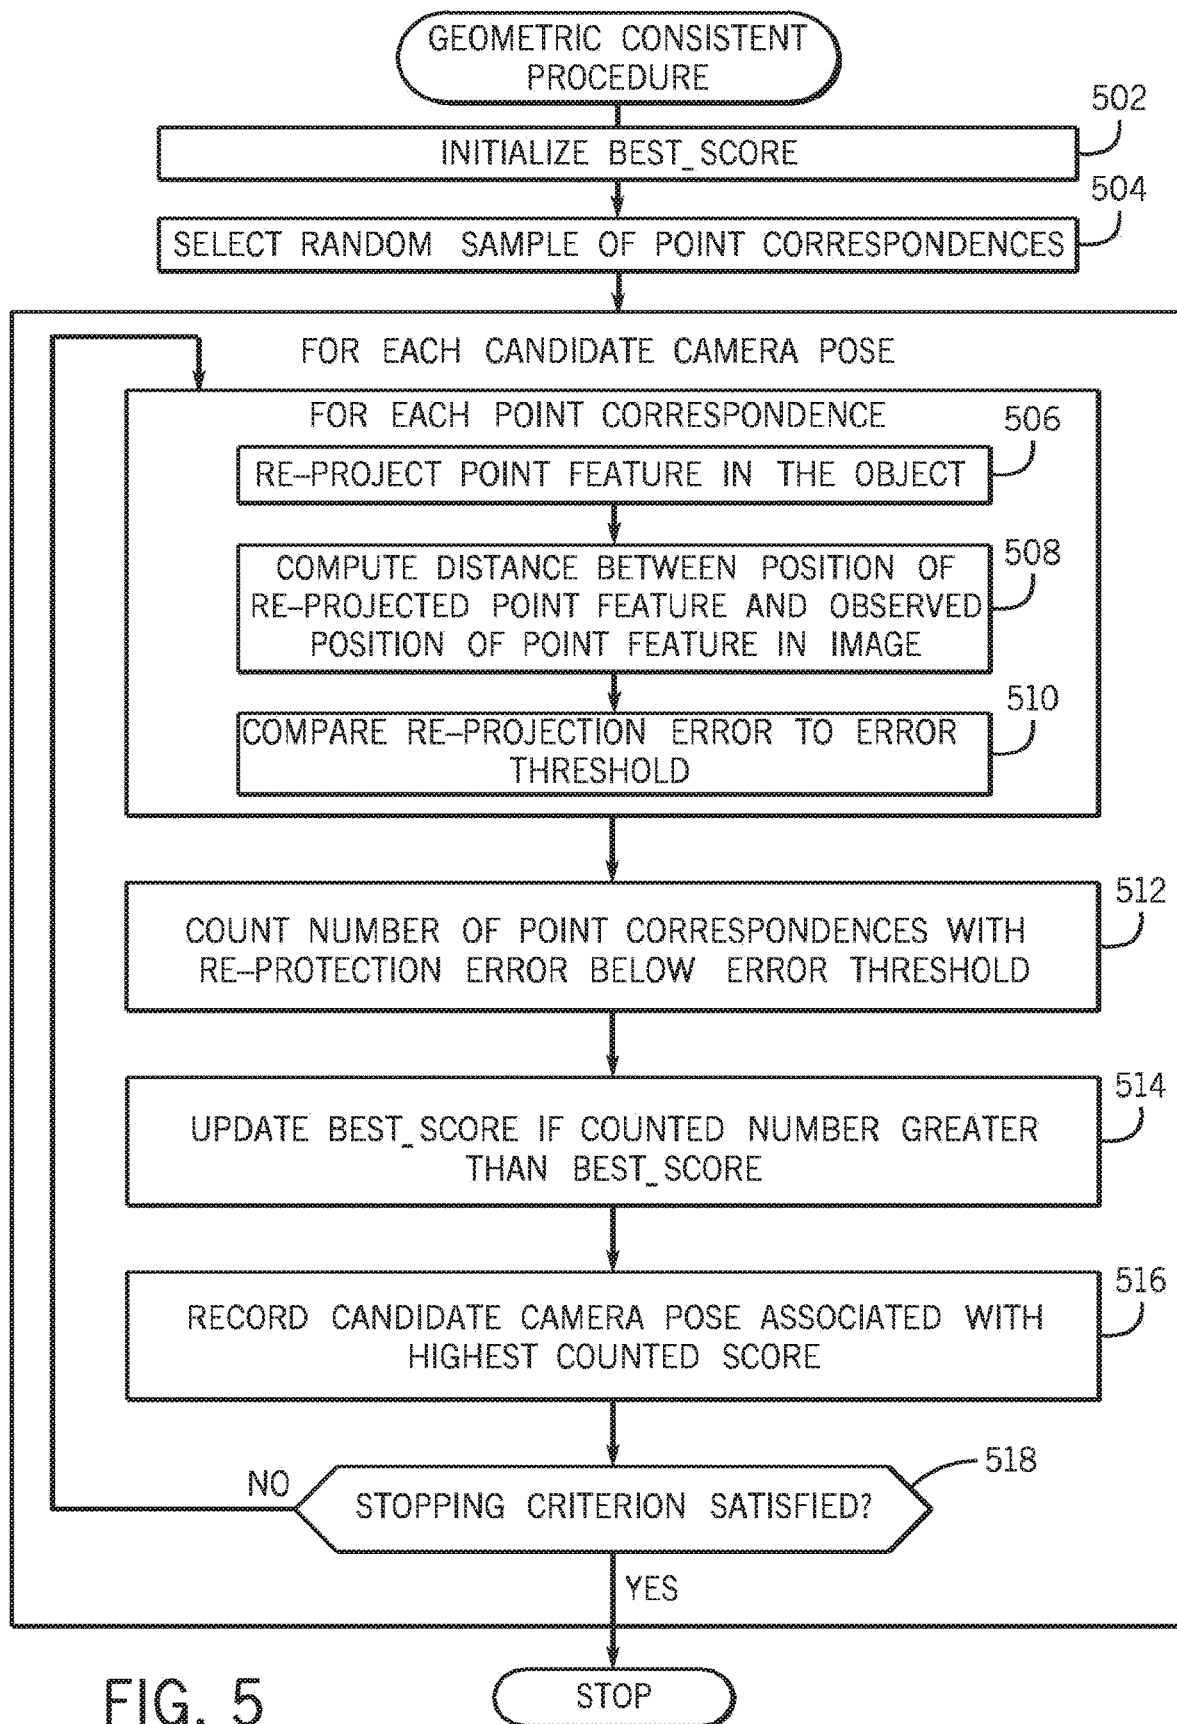 GEOMETRIC CONSISTENT
PROCEDURE
502
INITIALIZE BEST_SCORE
504
SELECT RANDOM SAMPLE OF POINT CORRESPONDENCES
FOR EACH CANDIDATE CAMERA POSE
FOR EACH POINT CORRESPONDENCE
506
RE-PROJECT POINT FEATURE IN THE OBJECT
508
COMPUTE DISTANCE BETWEEN POSITION OF
RE-PROJECTED POINT FEATURE AND OBSERVED
POSITION OF POINT FEATURE IN IMAGE
510
COMPARE RE-PROJECTION ERROR TO ERROR
THRESHOLD
512
COUNT NUMBER OF POINT CORRESPONDENCES WITH
RE-PROTECTION ERROR BELOW ERROR THRESHOLD
514
UPDATE BEST_SCORE IF COUNTED NUMBER GREATER
THAN BEST_SCORE
516
RECORD CANDIDATE CAMERA POSE ASSOCIATED WITH
HIGHEST COUNTED SCORE
518
NO
STOPPING CRITERION SATISFIED?
YES
STOP
FIG. 5